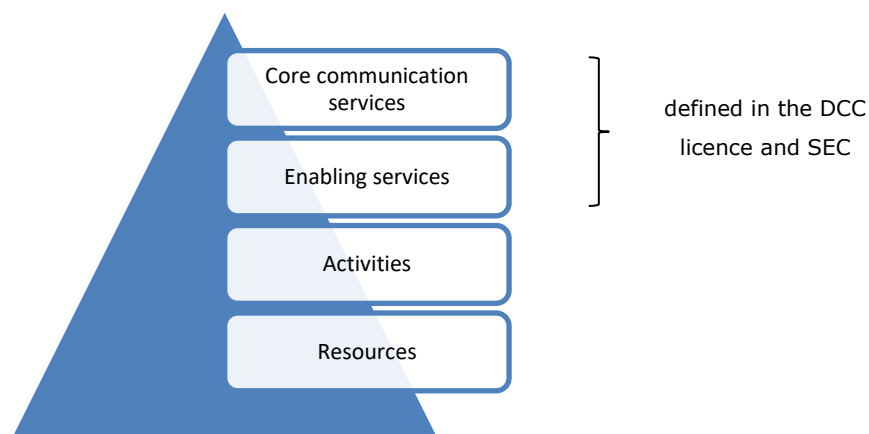 Core communication
services
defined in the DCC
licence and SEC
Enabling services
Activities
Resources